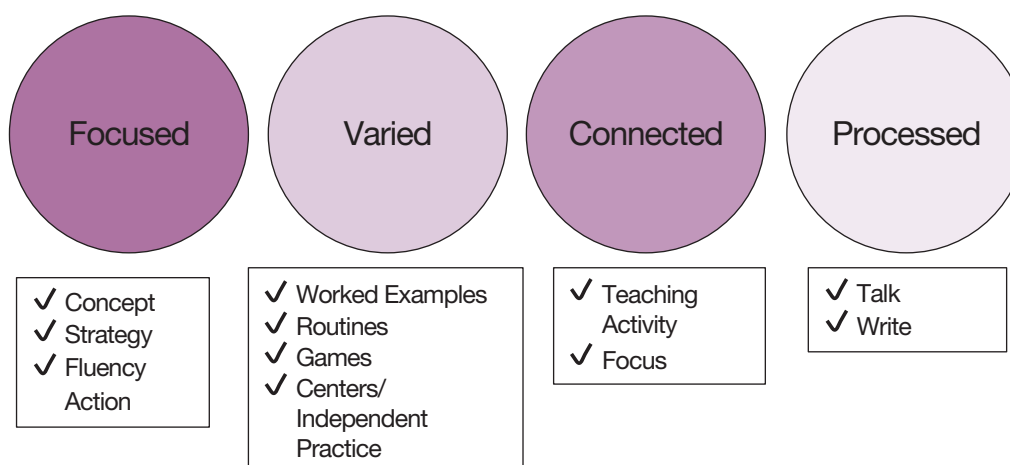 Focused
Varied
Connected
Processed
✓ Concept
✓ Strategy
✓ Fluency
Action
✓ Worked Examples
✓ Routines
✓ Games
✓ Centers/
Independent
Practice
✓ Teaching
Activity
✓ Focus
✓ Talk
✓ Write